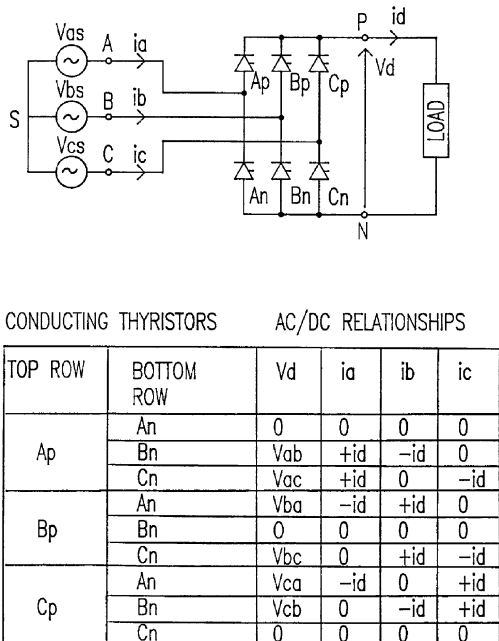 Vas A ia
Vbs B ib
S
Vcs C ic
P id
Ap Bp Cp Vd
LOAD
An Bn Cn
N
CONDUCTING THYRISTORS AC/DC RELATIONSHIPS
TOP ROW BOTTOM ROW Vd ia ib ic
Ap An 0 0 0 0
Bn Vab +id -id 0
Cn Vac +id 0 -id
Bp An Vba -id +id 0
Bn 0 0 0 0
Cn Vbc 0 +id -id
Cp An Vca -id 0 +id
Bn Vcb 0 -id +id
Cn 0 0 0 0